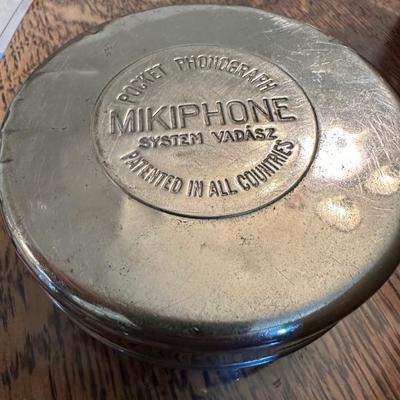 POCKET PHONOGRAPH
MIKIPHONE
SYSTEM VADÁSZ
PATENTED IN ALL COUNTRIES